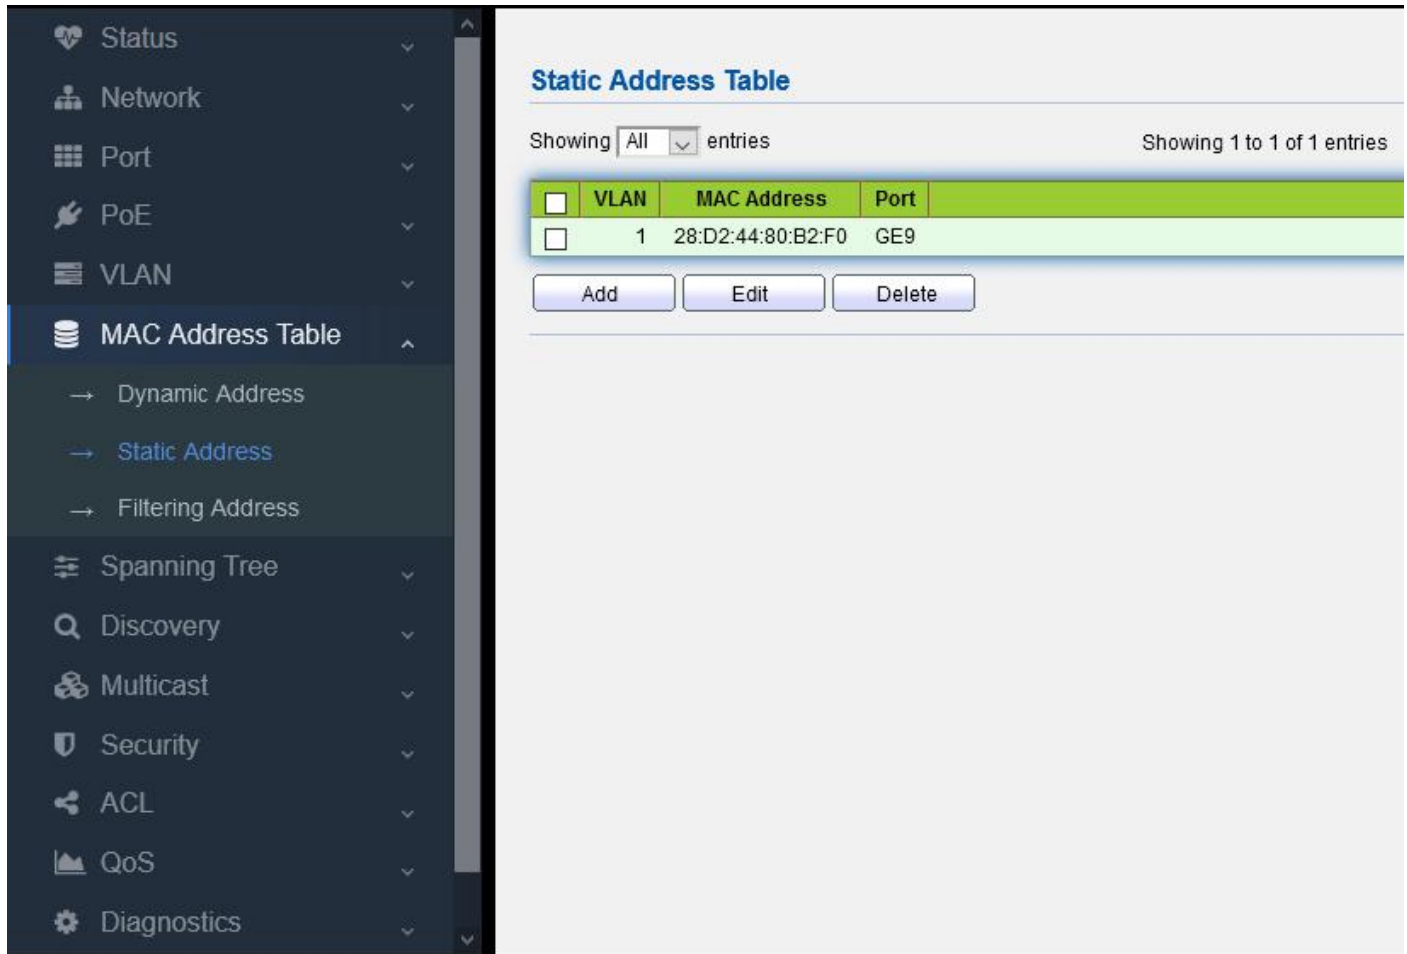 Status
Network
Port
PoE
VLAN
MAC Address Table
→ Dynamic Address
→ Static Address
→ Filtering Address
Spanning Tree
Discovery
Multicast
Security
ACL
QoS
Diagnostics
Static Address Table
Showing All entries Showing 1 to 1 of 1 entries
VLAN MAC Address Port
1 28:D2:44:80:B2:F0 GE9
Add Edit Delete